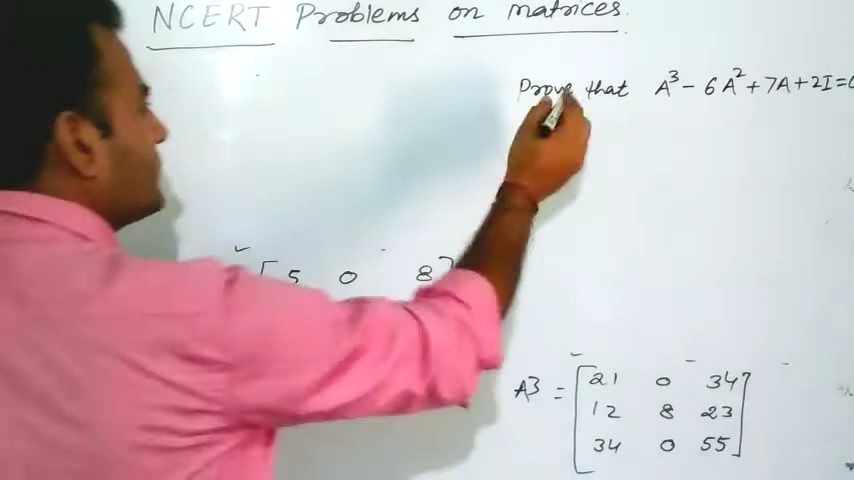 NCERT Problems on matrices.
Prove that A³ - 6A² + 7A + 2I = 0
5 0 8
21 0 34
A3 = 12 8 23
34 0 55